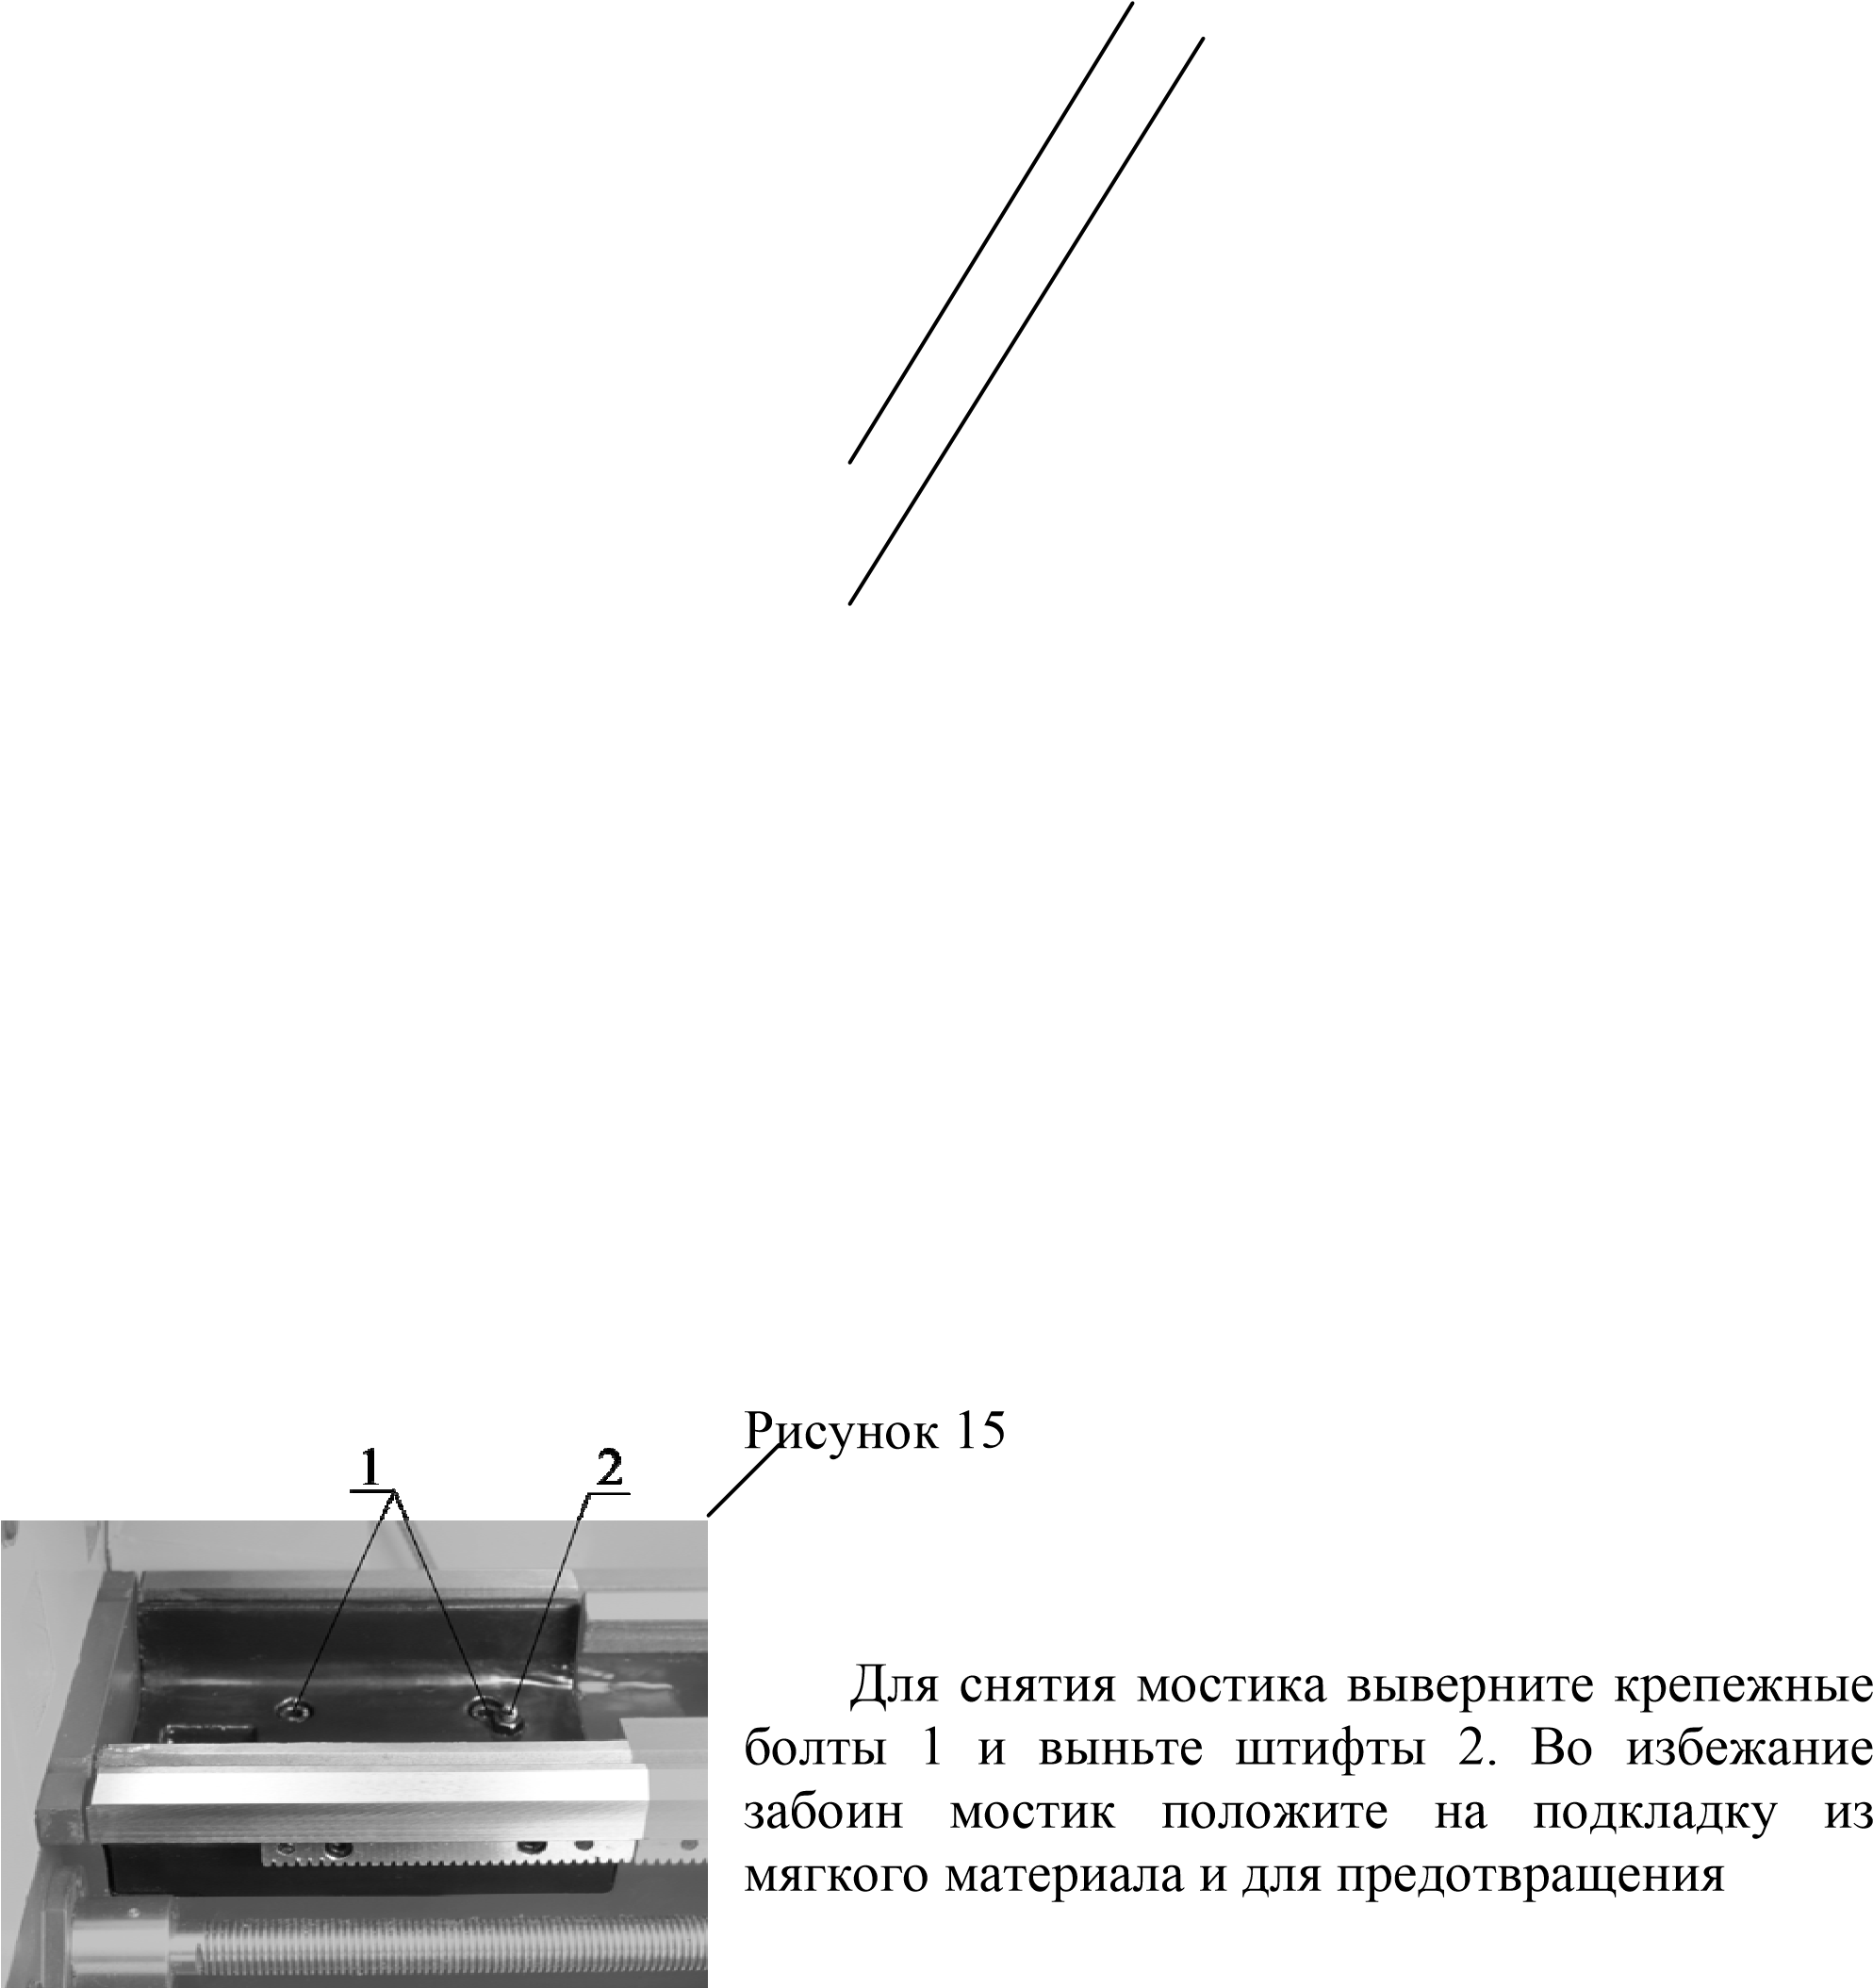 Рисунок 15
1
2
Для снятия мостика выверните крепежные
болты 1 и выньте штифты 2. Во избежание
забоин мостик положите на подкладку из
мягкого материала и для предотвращения